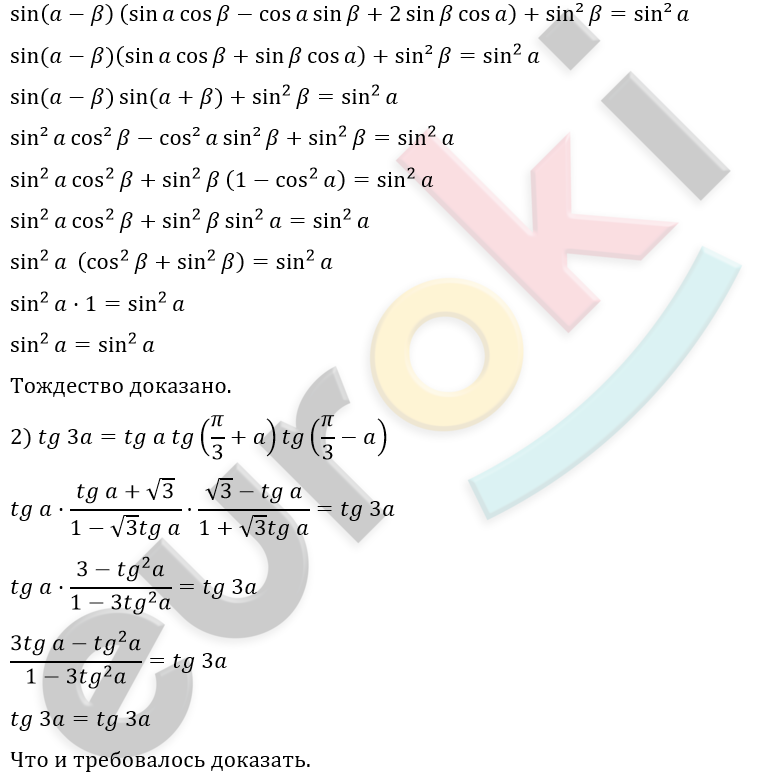 sin(a − β) (sin a cos β − cos a sin β + 2 sin β cos a) + sin² β = sin² a
sin(a − β)(sin a cos β + sin β cos a) + sin² β = sin² a
sin(a − β) sin(a + β) + sin² β = sin² a
sin² a cos² β − cos² a sin² β + sin² β = sin² a
sin² a cos² β + sin² β (1 − cos² a) = sin² a
sin² a cos² β + sin² β sin² a = sin² a
sin² a (cos² β + sin² β) = sin² a
sin² a · 1 = sin² a
sin² a = sin² a
Тождество доказано.
2) tg 3a = tg a tg (π/3 + a) tg (π/3 − a)
tg a · (tg a + √3)/(1 − √3tg a) · (√3 − tg a)/(1 + √3tg a) = tg 3a
tg a · (3 − tg²a)/(1 − 3tg²a) = tg 3a
(3tg a − tg²a)/(1 − 3tg²a) = tg 3a
tg 3a = tg 3a
Что и требовалось доказать.
euroki